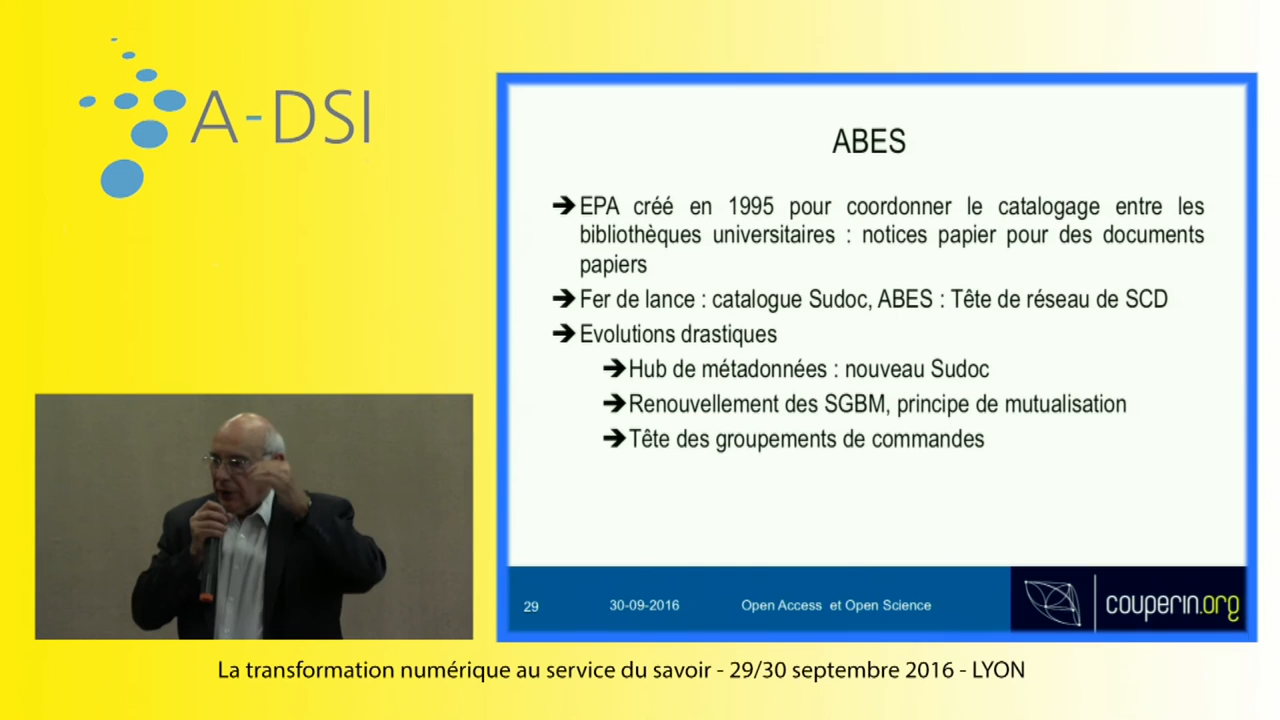 A-DSI
ABES
➔ EPA créé en 1995 pour coordonner le catalogage entre les
bibliothèques universitaires : notices papier pour des documents
papiers
➔ Fer de lance : catalogue Sudoc, ABES : Tête de réseau de SCD
➔ Evolutions drastiques
➔ Hub de métadonnées : nouveau Sudoc
➔ Renouvellement des SGBM, principe de mutualisation
➔ Tête des groupements de commandes
29 30-09-2016 Open Access et Open Science couperin.org
La transformation numérique au service du savoir - 29/30 septembre 2016 - LYON